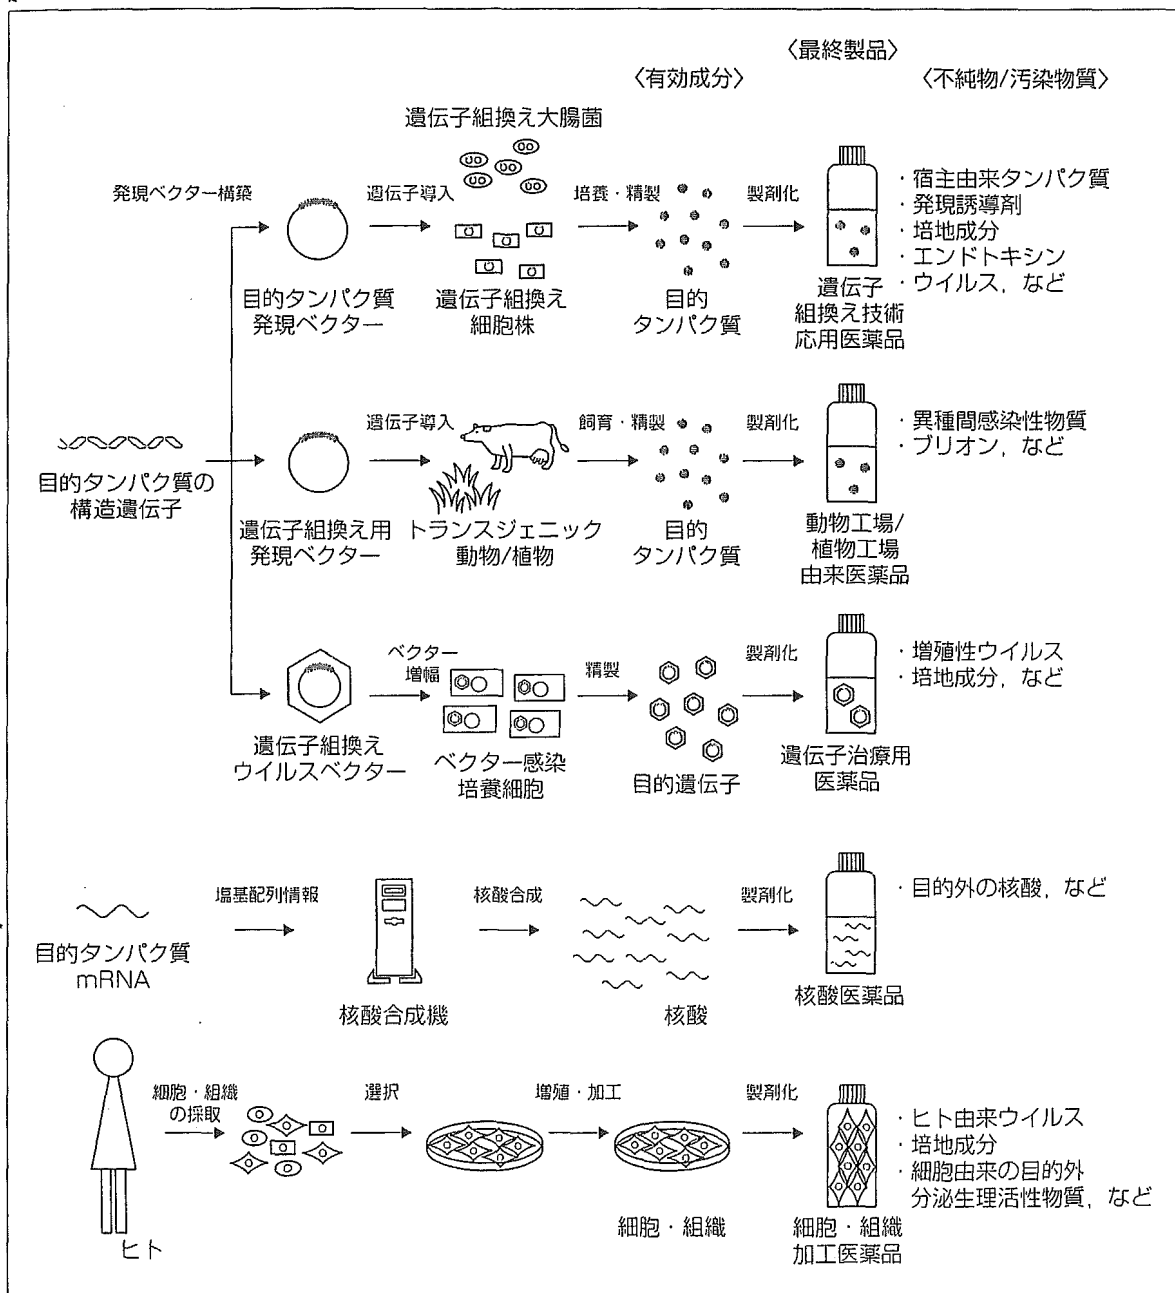 〈最終製品〉
〈有効成分〉
〈不純物/汚染物質〉
遺伝子組換え大腸菌
発現ベクター構築
遺伝子導入
培養・精製
製剤化
・宿主由来タンパク質
・発現誘導剤
・培地成分
・エンドトキシン
・ウイルス,など
目的タンパク質
発現ベクター
遺伝子組換え
細胞株
目的
タンパク質
遺伝子
組換え技術
応用医薬品
目的タンパク質の
構造遺伝子
遺伝子導入
飼育・精製
製剤化
・異種間感染性物質
・プリオン,など
遺伝子組換え用
発現ベクター
トランスジェニック
動物/植物
目的
タンパク質
動物工場/
植物工場
由来医薬品
ベクター
増幅
精製
製剤化
・増殖性ウイルス
・培地成分,など
遺伝子組換え
ウイルスベクター
ベクター感染
培養細胞
目的遺伝子
遺伝子治療用
医薬品
塩基配列情報
核酸合成
製剤化
・目的外の核酸,など
目的タンパク質
mRNA
核酸合成機
核酸
核酸医薬品
細胞・組織
の採取
選択
増殖・加工
製剤化
・ヒト由来ウイルス
・培地成分
・細胞由来の目的外
分泌生理活性物質,など
ヒト
細胞・組織
細胞・組織
加工医薬品